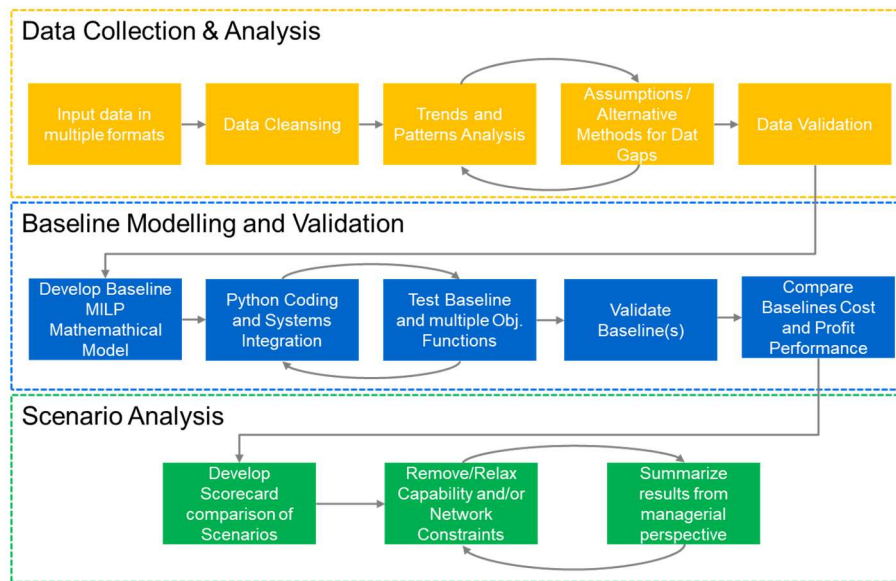 Data Collection & Analysis
Input data in
multiple formats
Data Cleansing
Trends and
Patterns Analysis
Assumptions /
Alternative
Methods for Dat
Gaps
Data Validation
Baseline Modelling and Validation
Develop Baseline
MILP
Mathemathical
Model
Python Coding
and Systems
Integration
Test Baseline
and multiple Obj.
Functions
Validate
Baseline(s)
Compare
Baselines Cost
and Profit
Performance
Scenario Analysis
Develop
Scorecard
comparison of
Scenarios
Remove/Relax
Capability and/or
Network
Constraints
Summarize
results from
managerial
perspective